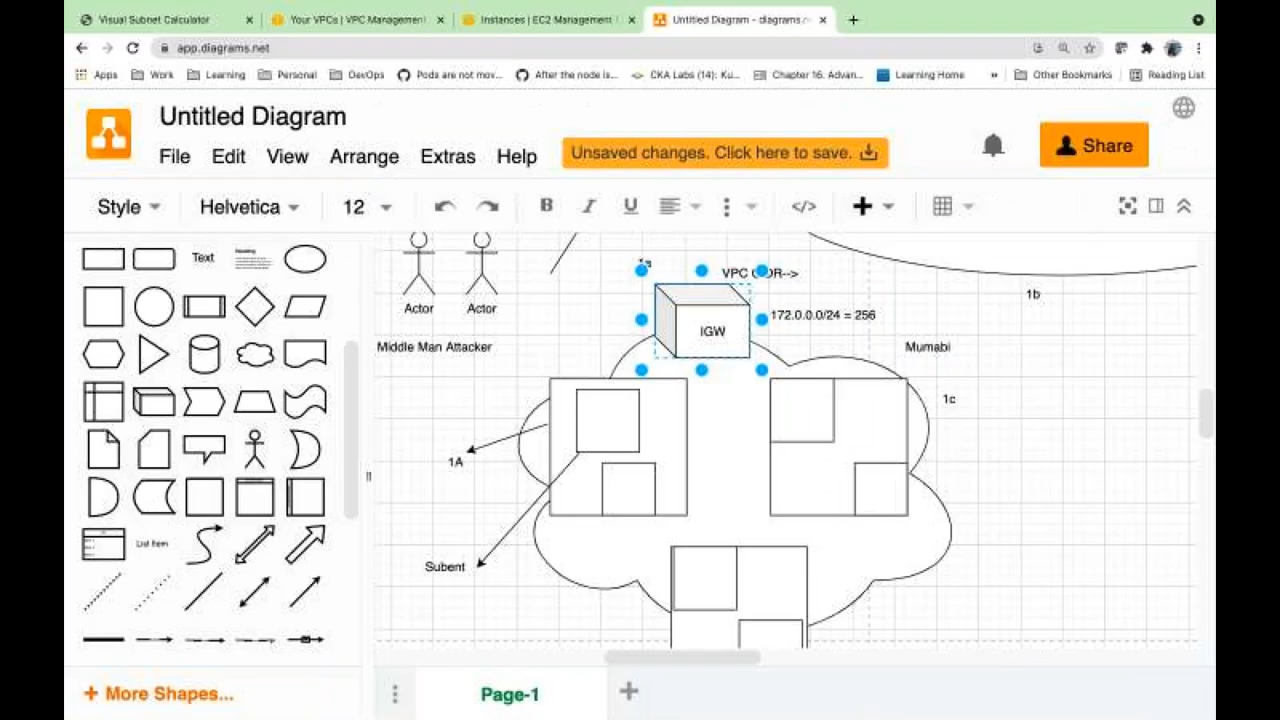 Visual Subnet Calculator
Your VPCs | VPC Management
Instances | EC2 Management
Untitled Diagram - diagrams.n
app.diagrams.net
Apps
Work
Learning
Personal
DevOps
Pods are not mov...
After the node is...
CKA Labs (14): Ku...
Chapter 16. Advan...
Learning Home
»
Other Bookmarks
Reading List
Untitled Diagram
File Edit View Arrange Extras Help
Unsaved changes. Click here to save.
Share
Style
Helvetica
12
B I U
</>
Text
Heading
List Item
+ More Shapes...
Actor
Actor
Middle Man Attacker
VPC
-->
IGW
172.0.0.0/24 = 256
1b
Mumabi
1c
1A
Subent
Page-1